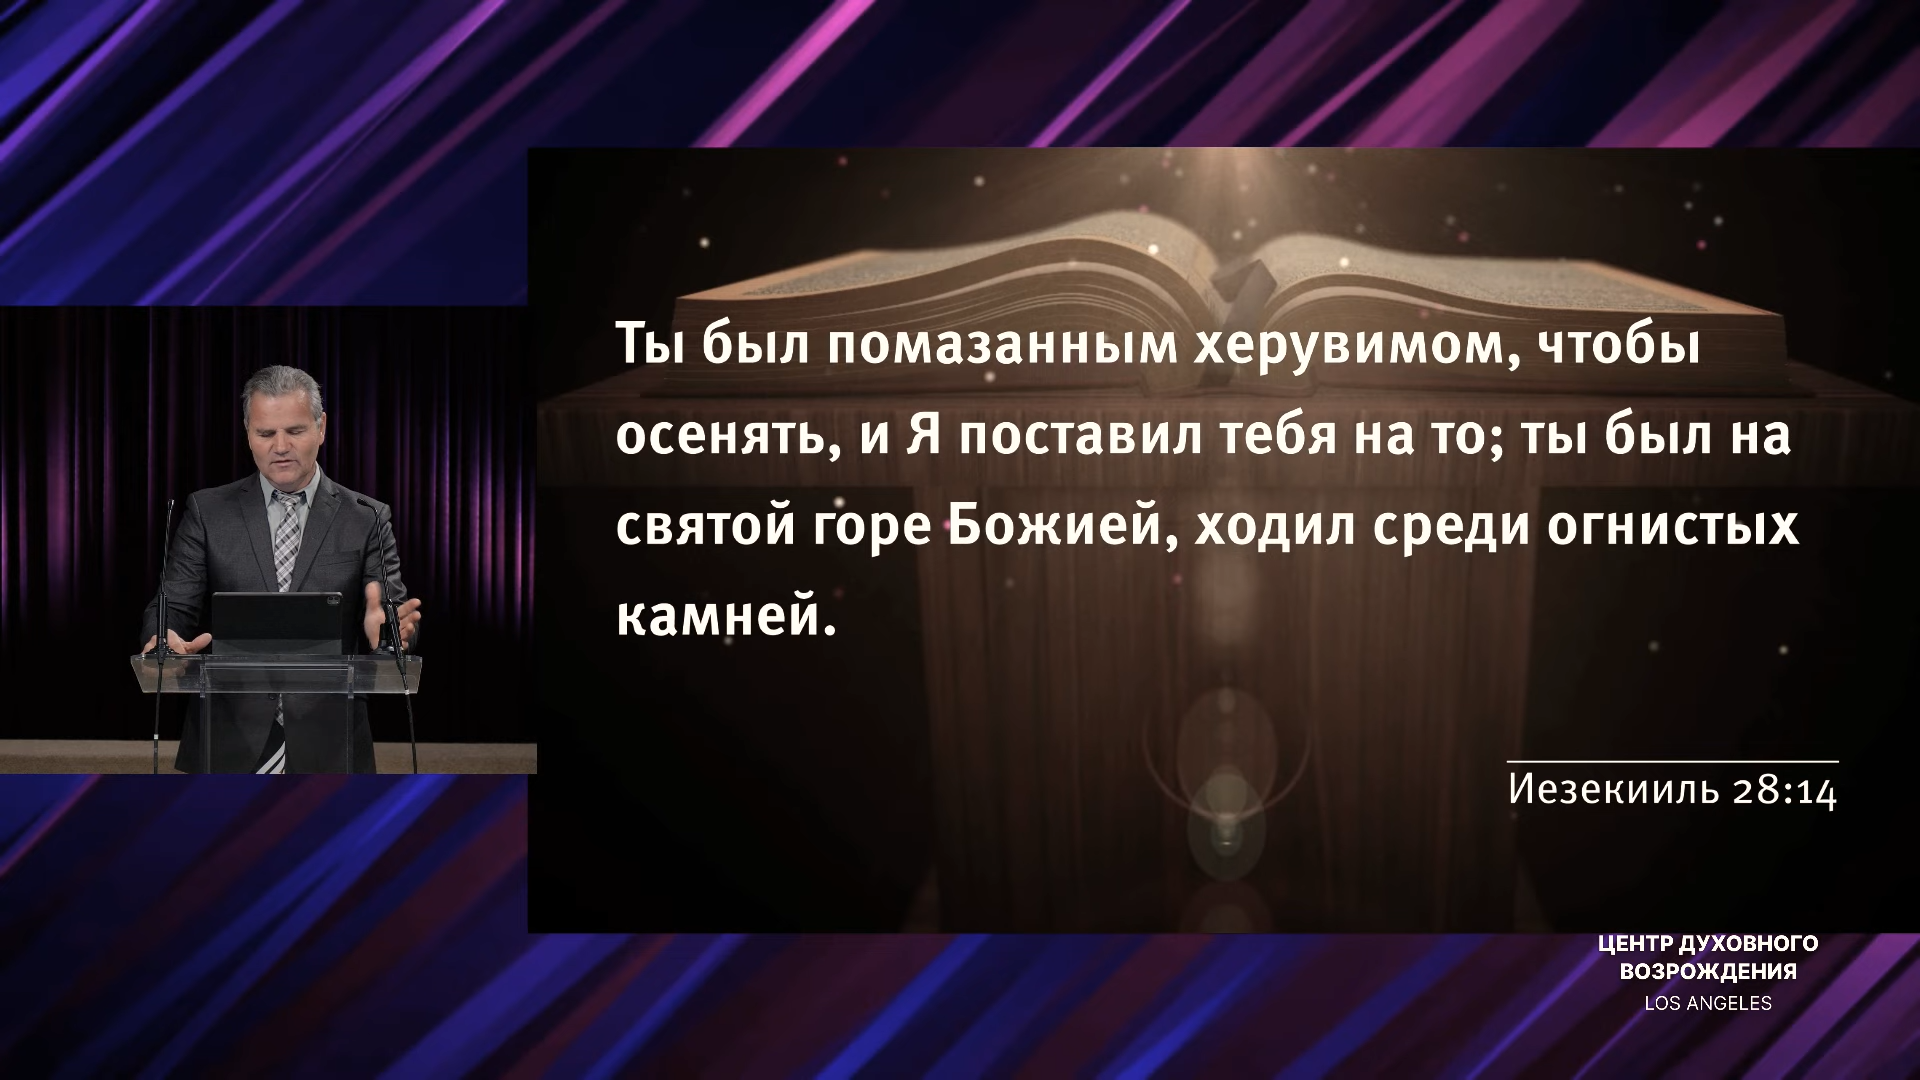 Ты был помазанным херувимом, чтобы
осенять, и Я поставил тебя на то; ты был на
святой горе Божией, ходил среди огнистых
камней.
Иезекииль 28:14
ЦЕНТР ДУХОВНОГО
ВОЗРОЖДЕНИЯ
LOS ANGELES